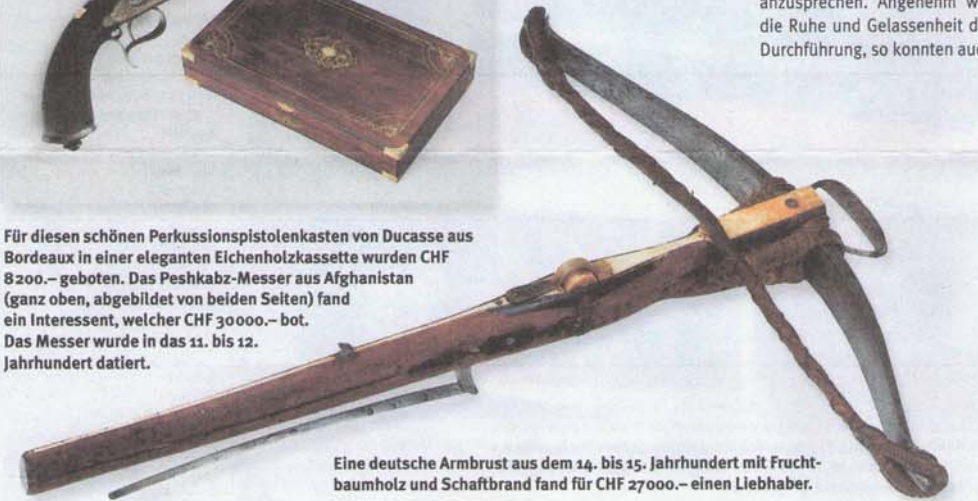 anzusprechen. Angenehm
die Ruhe und Gelassenheit
Durchführung, so konnten
Für diesen schönen Perkussionspistolenkasten von Ducasse aus
Bordeaux in einer eleganten Eichenholzkassette wurden CHF
8200.– geboten. Das Peshkabz-Messer aus Afghanistan
(ganz oben, abgebildet von beiden Seiten) fand
ein Interessent, welcher CHF 30000.– bot.
Das Messer wurde in das 11. bis 12.
Jahrhundert datiert.
Eine deutsche Armbrust aus dem 14. bis 15. Jahrhundert mit Frucht-
baumholz und Schaftbrand fand für CHF 27000.– einen Liebhaber.